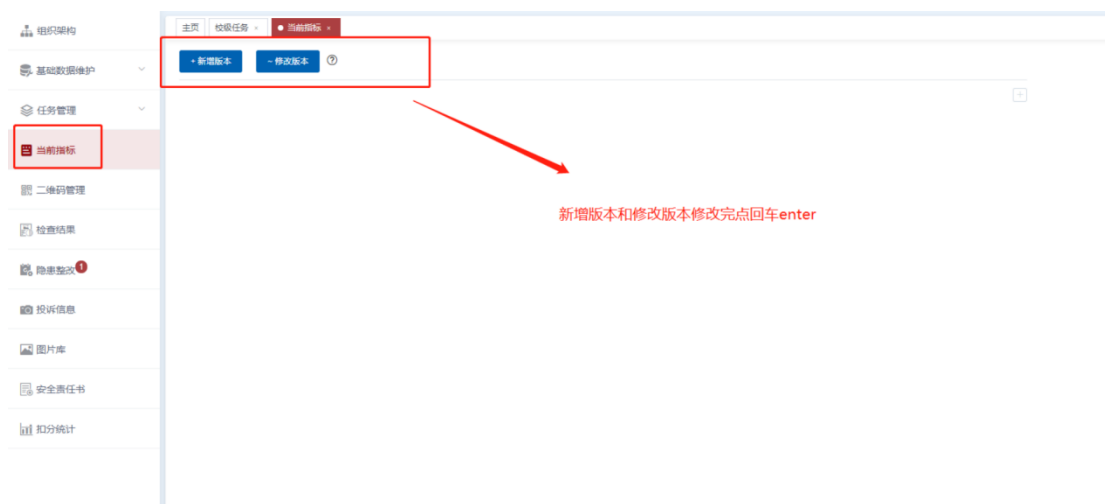 组织架构
基础数据维护
任务管理
当前指标
二维码管理
检查结果
隐患整改 1
投诉信息
图片库
安全责任书
扣分统计
主页 校级任务 × ● 当前指标 ×
+ 新增版本 - 修改版本 ?
新增版本和修改版本修改完点回车enter